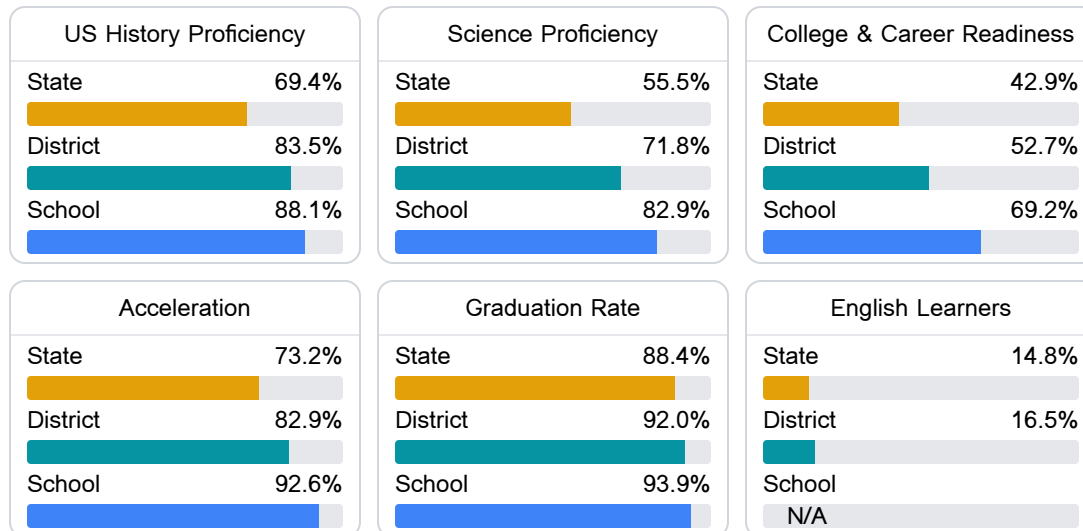 US History Proficiency
State 69.4%
District 83.5%
School 88.1%
Science Proficiency
State 55.5%
District 71.8%
School 82.9%
College & Career Readiness
State 42.9%
District 52.7%
School 69.2%
Acceleration
State 73.2%
District 82.9%
School 92.6%
Graduation Rate
State 88.4%
District 92.0%
School 93.9%
English Learners
State 14.8%
District 16.5%
School
N/A